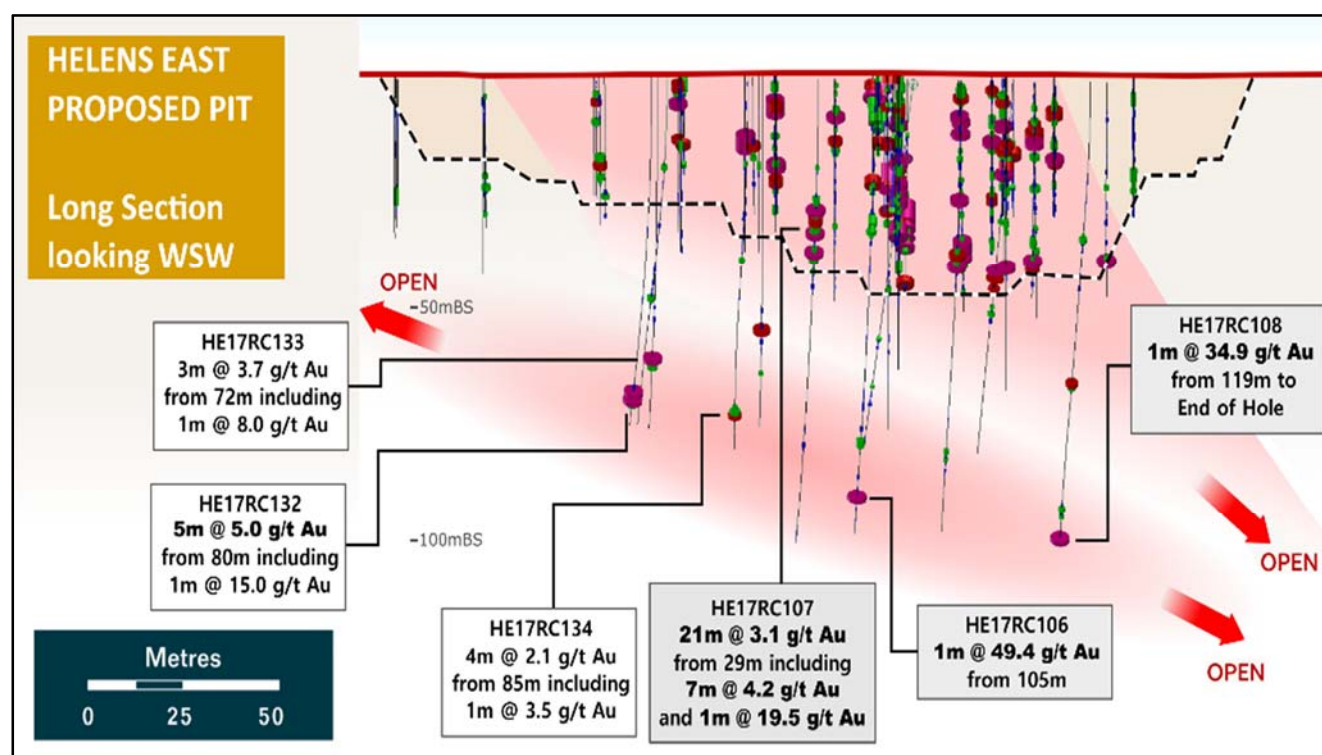 HELENS EAST
PROPOSED PIT
Long Section
looking WSW
OPEN
-50mBS
HE17RC133
3m @ 3.7 g/t Au
from 72m including
1m @ 8.0 g/t Au
HE17RC108
1m @ 34.9 g/t Au
from 119m to
End of Hole
HE17RC132
5m @ 5.0 g/t Au
from 80m including
1m @ 15.0 g/t Au
-100mBS
OPEN
HE17RC134
4m @ 2.1 g/t Au
from 85m including
1m @ 3.5 g/t Au
HE17RC107
21m @ 3.1 g/t Au
from 29m including
7m @ 4.2 g/t Au
and 1m @ 19.5 g/t Au
HE17RC106
1m @ 49.4 g/t Au
from 105m
OPEN
Metres
0 25 50